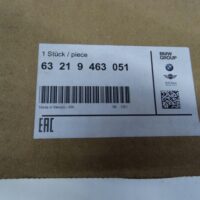 1 Stück / piece
BMW
GROUP
63 21 9 463 051
EAC